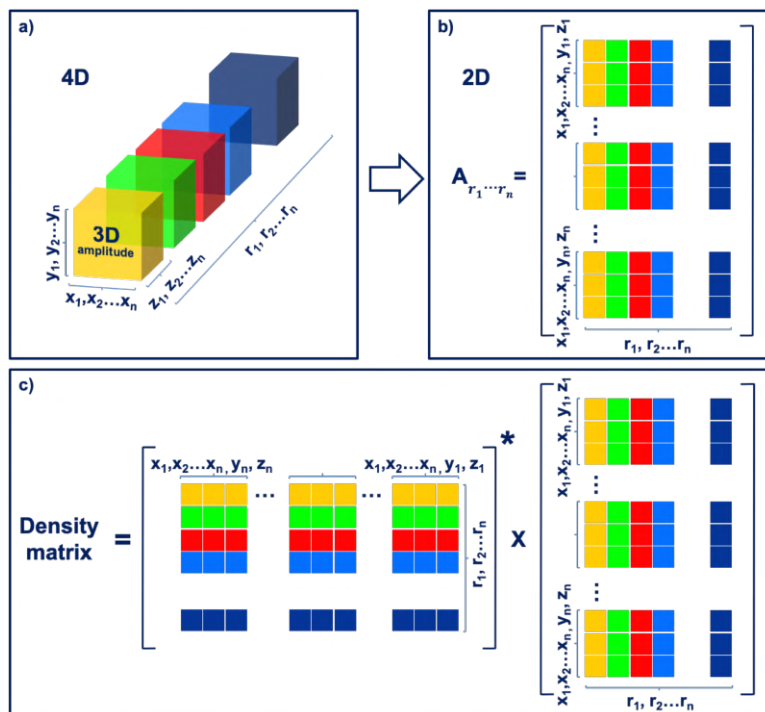 a)
4D
3D
amplitude
y₁, y₂...yₙ
x₁,x₂...xₙ
z₁, z₂...zₙ
r₁, r₂...rₙ
b)
2D
A r₁...rₙ =
x₁,x₂...xₙ, y₁, z₁
...
...
x₁,x₂...xₙ, yₙ, zₙ
r₁, r₂...rₙ
c)
Density
matrix
=
x₁,x₂...xₙ, yₙ, zₙ
...
...
x₁,x₂...xₙ, y₁, z₁
r₁, r₂...rₙ
*
X
x₁,x₂...xₙ, y₁, z₁
...
...
x₁,x₂...xₙ, yₙ, zₙ
r₁, r₂...rₙ